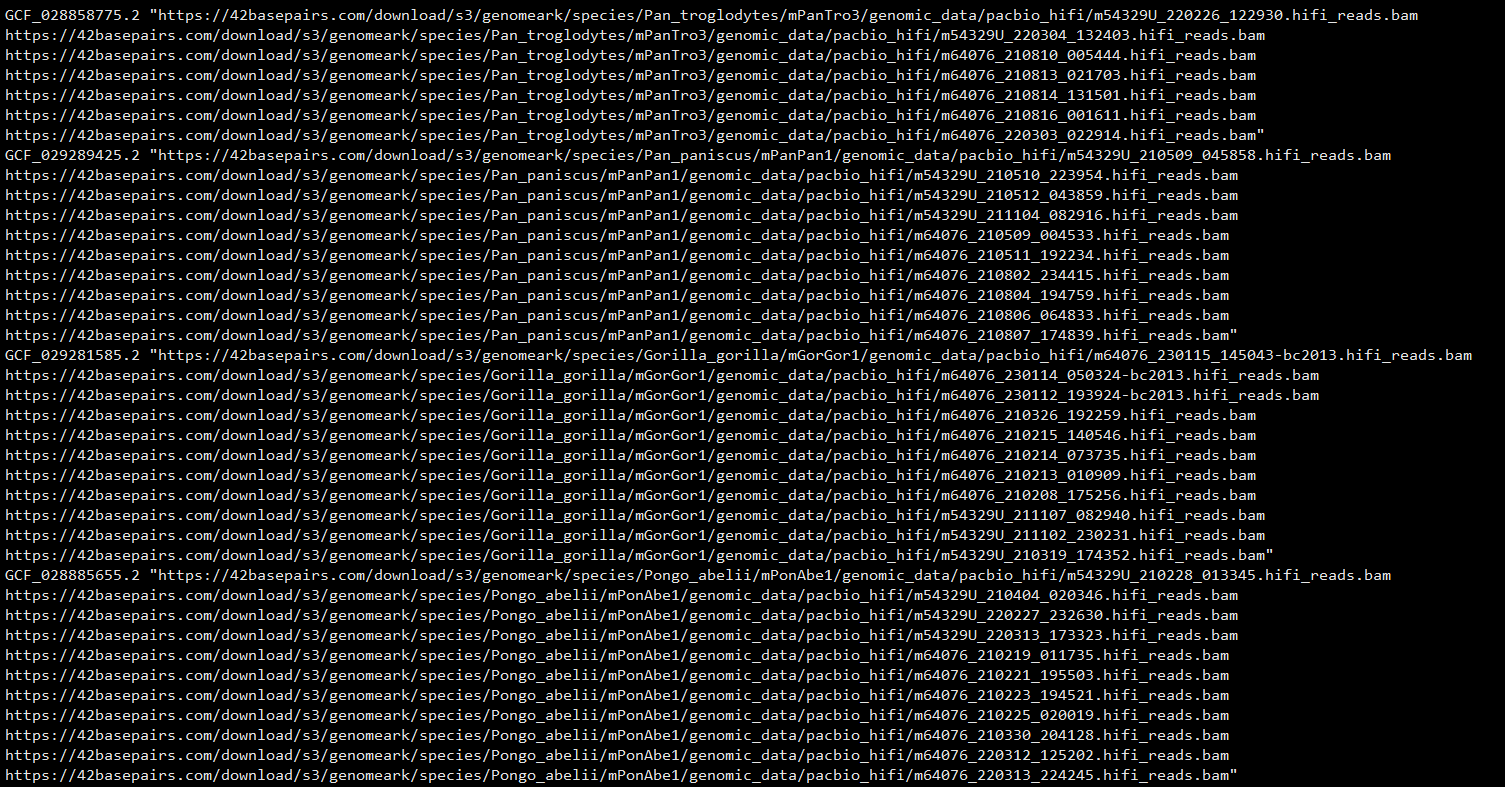 GCF_028858775.2 "https://42basepairs.com/download/s3/genomeark/species/Pan_troglodytes/mPanTro3/genomic_data/pacbio_hifi/m54329U_220226_122930.hifi_reads.bam
https://42basepairs.com/download/s3/genomeark/species/Pan_troglodytes/mPanTro3/genomic_data/pacbio_hifi/m54329U_220304_132403.hifi_reads.bam
https://42basepairs.com/download/s3/genomeark/species/Pan_troglodytes/mPanTro3/genomic_data/pacbio_hifi/m64076_210810_005444.hifi_reads.bam
https://42basepairs.com/download/s3/genomeark/species/Pan_troglodytes/mPanTro3/genomic_data/pacbio_hifi/m64076_210813_021703.hifi_reads.bam
https://42basepairs.com/download/s3/genomeark/species/Pan_troglodytes/mPanTro3/genomic_data/pacbio_hifi/m64076_210814_131501.hifi_reads.bam
https://42basepairs.com/download/s3/genomeark/species/Pan_troglodytes/mPanTro3/genomic_data/pacbio_hifi/m64076_210816_001611.hifi_reads.bam
https://42basepairs.com/download/s3/genomeark/species/Pan_troglodytes/mPanTro3/genomic_data/pacbio_hifi/m64076_220303_022914.hifi_reads.bam"
GCF_029289425.2 "https://42basepairs.com/download/s3/genomeark/species/Pan_paniscus/mPanPan1/genomic_data/pacbio_hifi/m54329U_210509_045858.hifi_reads.bam
https://42basepairs.com/download/s3/genomeark/species/Pan_paniscus/mPanPan1/genomic_data/pacbio_hifi/m54329U_210510_223954.hifi_reads.bam
https://42basepairs.com/download/s3/genomeark/species/Pan_paniscus/mPanPan1/genomic_data/pacbio_hifi/m54329U_210512_043859.hifi_reads.bam
https://42basepairs.com/download/s3/genomeark/species/Pan_paniscus/mPanPan1/genomic_data/pacbio_hifi/m54329U_211104_082916.hifi_reads.bam
https://42basepairs.com/download/s3/genomeark/species/Pan_paniscus/mPanPan1/genomic_data/pacbio_hifi/m64076_210509_004533.hifi_reads.bam
https://42basepairs.com/download/s3/genomeark/species/Pan_paniscus/mPanPan1/genomic_data/pacbio_hifi/m64076_210511_192234.hifi_reads.bam
https://42basepairs.com/download/s3/genomeark/species/Pan_paniscus/mPanPan1/genomic_data/pacbio_hifi/m64076_210802_234415.hifi_reads.bam
https://42basepairs.com/download/s3/genomeark/species/Pan_paniscus/mPanPan1/genomic_data/pacbio_hifi/m64076_210804_194759.hifi_reads.bam
https://42basepairs.com/download/s3/genomeark/species/Pan_paniscus/mPanPan1/genomic_data/pacbio_hifi/m64076_210806_064833.hifi_reads.bam
https://42basepairs.com/download/s3/genomeark/species/Pan_paniscus/mPanPan1/genomic_data/pacbio_hifi/m64076_210807_174839.hifi_reads.bam"
GCF_029281585.2 "https://42basepairs.com/download/s3/genomeark/species/Gorilla_gorilla/mGorGor1/genomic_data/pacbio_hifi/m64076_230115_145043-bc2013.hifi_reads.bam
https://42basepairs.com/download/s3/genomeark/species/Gorilla_gorilla/mGorGor1/genomic_data/pacbio_hifi/m64076_230114_050324-bc2013.hifi_reads.bam
https://42basepairs.com/download/s3/genomeark/species/Gorilla_gorilla/mGorGor1/genomic_data/pacbio_hifi/m64076_230112_193924-bc2013.hifi_reads.bam
https://42basepairs.com/download/s3/genomeark/species/Gorilla_gorilla/mGorGor1/genomic_data/pacbio_hifi/m64076_210326_192259.hifi_reads.bam
https://42basepairs.com/download/s3/genomeark/species/Gorilla_gorilla/mGorGor1/genomic_data/pacbio_hifi/m64076_210215_140546.hifi_reads.bam
https://42basepairs.com/download/s3/genomeark/species/Gorilla_gorilla/mGorGor1/genomic_data/pacbio_hifi/m64076_210214_073735.hifi_reads.bam
https://42basepairs.com/download/s3/genomeark/species/Gorilla_gorilla/mGorGor1/genomic_data/pacbio_hifi/m64076_210213_010909.hifi_reads.bam
https://42basepairs.com/download/s3/genomeark/species/Gorilla_gorilla/mGorGor1/genomic_data/pacbio_hifi/m64076_210208_175256.hifi_reads.bam
https://42basepairs.com/download/s3/genomeark/species/Gorilla_gorilla/mGorGor1/genomic_data/pacbio_hifi/m54329U_211107_082940.hifi_reads.bam
https://42basepairs.com/download/s3/genomeark/species/Gorilla_gorilla/mGorGor1/genomic_data/pacbio_hifi/m54329U_211102_230231.hifi_reads.bam
https://42basepairs.com/download/s3/genomeark/species/Gorilla_gorilla/mGorGor1/genomic_data/pacbio_hifi/m54329U_210319_174352.hifi_reads.bam"
GCF_028885655.2 "https://42basepairs.com/download/s3/genomeark/species/Pongo_abelii/mPonAbe1/genomic_data/pacbio_hifi/m54329U_210228_013345.hifi_reads.bam
https://42basepairs.com/download/s3/genomeark/species/Pongo_abelii/mPonAbe1/genomic_data/pacbio_hifi/m54329U_210404_020346.hifi_reads.bam
https://42basepairs.com/download/s3/genomeark/species/Pongo_abelii/mPonAbe1/genomic_data/pacbio_hifi/m54329U_220227_232630.hifi_reads.bam
https://42basepairs.com/download/s3/genomeark/species/Pongo_abelii/mPonAbe1/genomic_data/pacbio_hifi/m54329U_220313_173323.hifi_reads.bam
https://42basepairs.com/download/s3/genomeark/species/Pongo_abelii/mPonAbe1/genomic_data/pacbio_hifi/m64076_210219_011735.hifi_reads.bam
https://42basepairs.com/download/s3/genomeark/species/Pongo_abelii/mPonAbe1/genomic_data/pacbio_hifi/m64076_210221_195503.hifi_reads.bam
https://42basepairs.com/download/s3/genomeark/species/Pongo_abelii/mPonAbe1/genomic_data/pacbio_hifi/m64076_210223_194521.hifi_reads.bam
https://42basepairs.com/download/s3/genomeark/species/Pongo_abelii/mPonAbe1/genomic_data/pacbio_hifi/m64076_210225_020019.hifi_reads.bam
https://42basepairs.com/download/s3/genomeark/species/Pongo_abelii/mPonAbe1/genomic_data/pacbio_hifi/m64076_210330_204128.hifi_reads.bam
https://42basepairs.com/download/s3/genomeark/species/Pongo_abelii/mPonAbe1/genomic_data/pacbio_hifi/m64076_220312_125202.hifi_reads.bam
https://42basepairs.com/download/s3/genomeark/species/Pongo_abelii/mPonAbe1/genomic_data/pacbio_hifi/m64076_220313_224245.hifi_reads.bam"